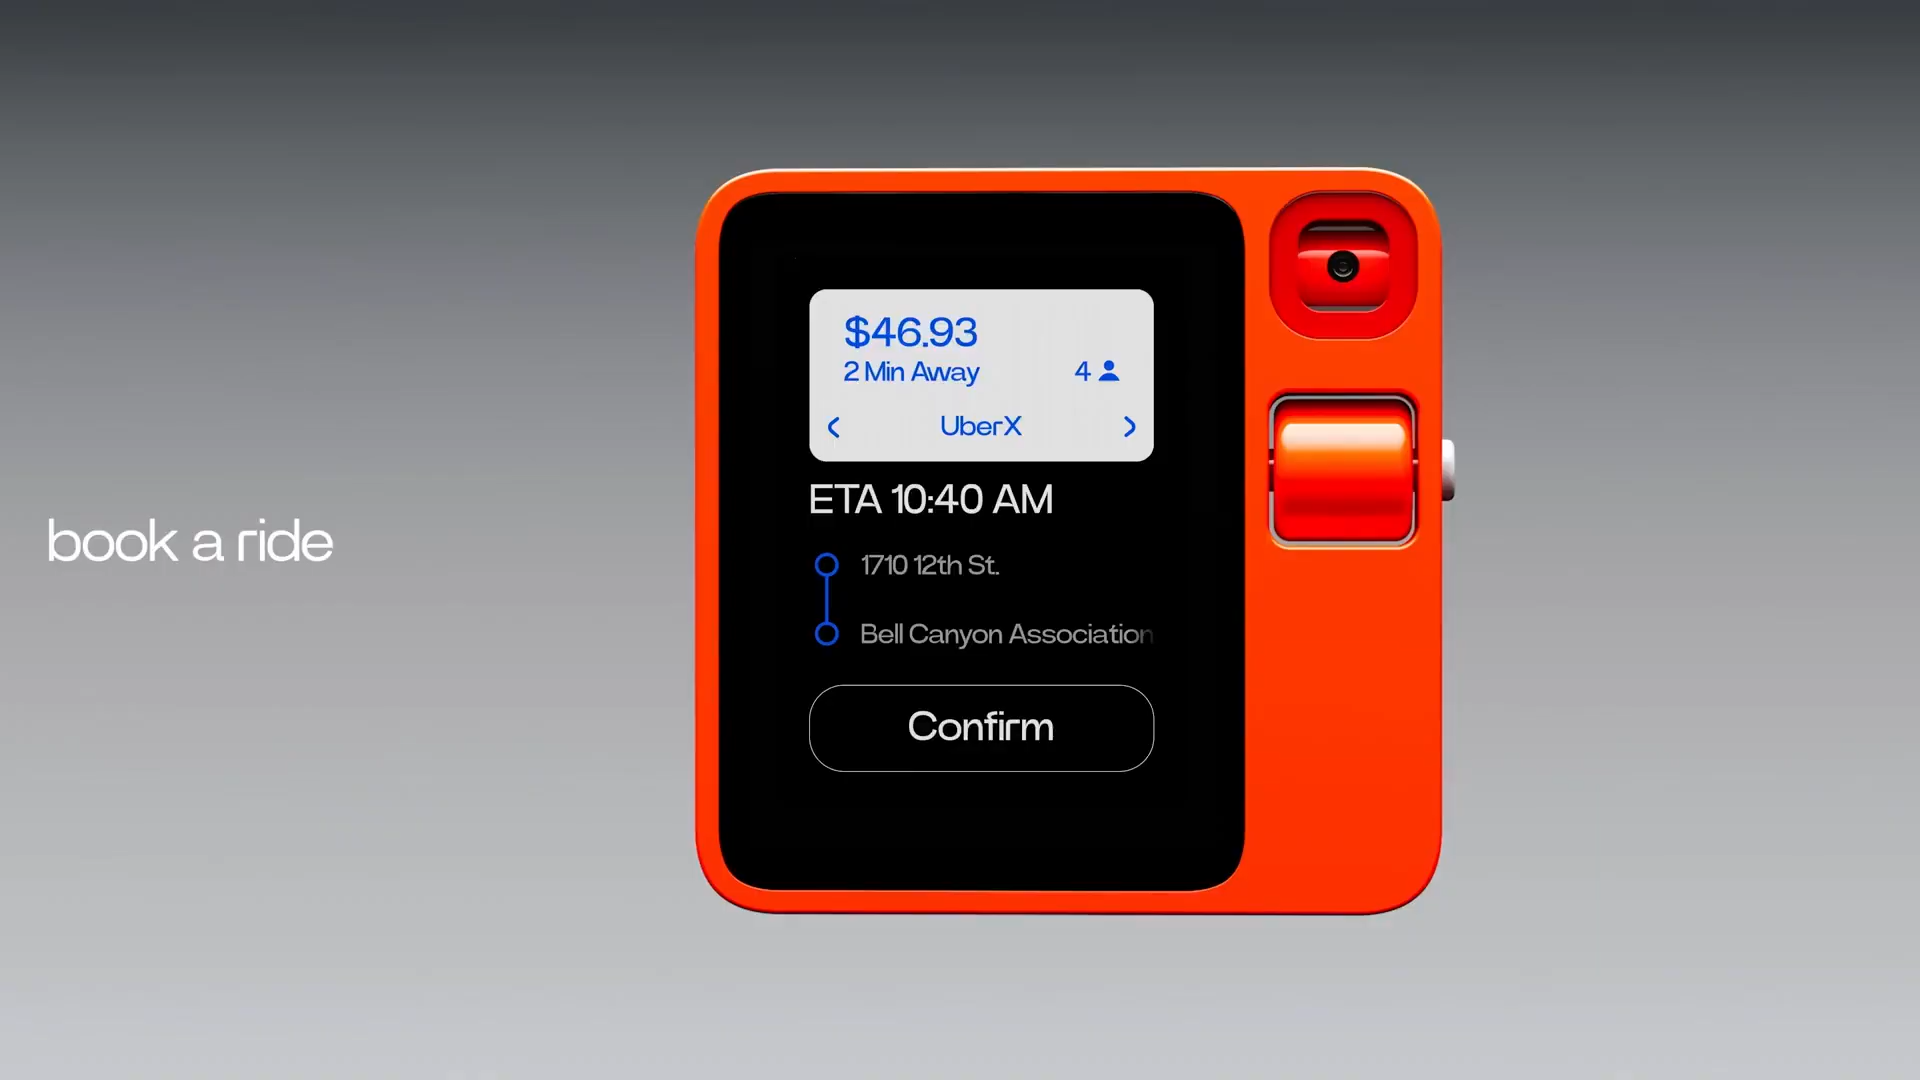 book a ride
$46.93
2 Min Away
4
UberX
ETA 10:40 AM
1710 12th St.
Bell Canyon Association
Confirm